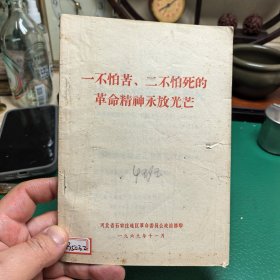 一不怕苦、二不怕死的
革命精神永放光芒
河北省石家庄地区革命委员会政治部印
一九六九年十一月